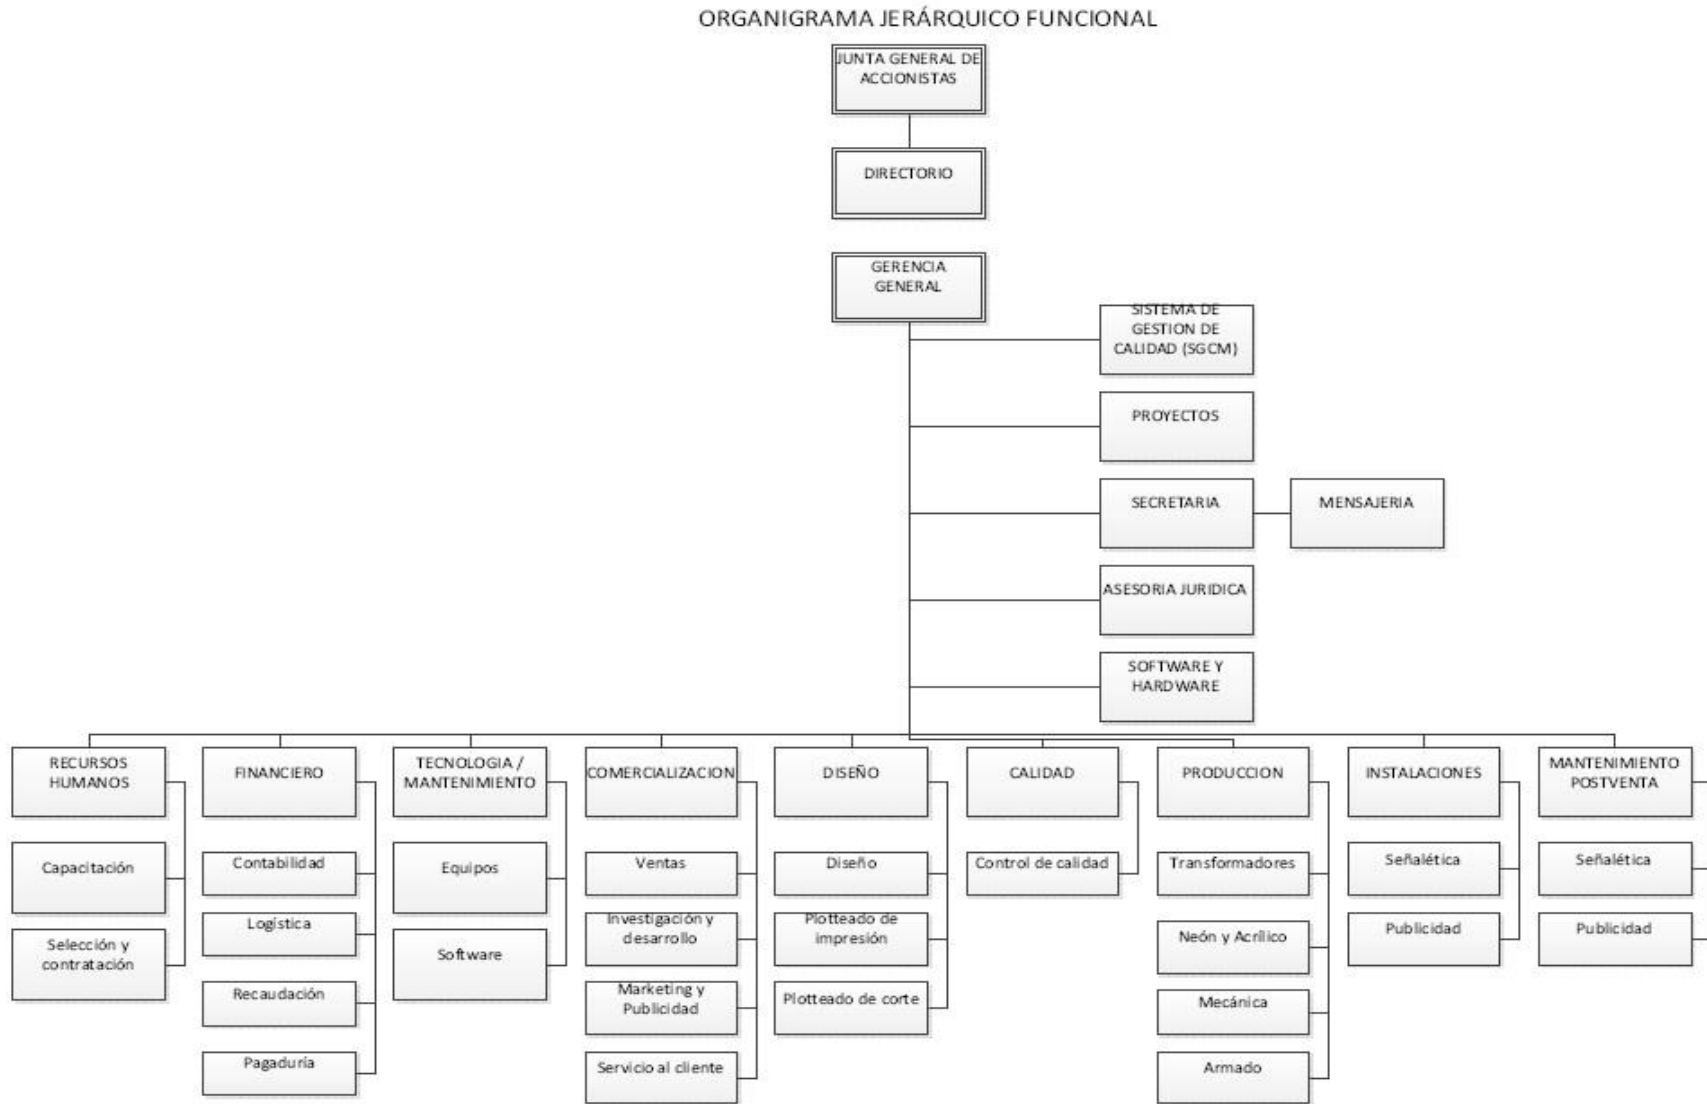 ORGANIGRAMA JERÁRQUICO FUNCIONAL
JUNTA GENERAL DE
ACCIONISTAS
DIRECTORIO
GERENCIA
GENERAL
SISTEMA DE
GESTION DE
CALIDAD (SGCM)
PROYECTOS
SECRETARIA
MENSAJERIA
ASESORIA JURIDICA
SOFTWARE Y
HARDWARE
RECURSOS
HUMANOS
Capacitación
Selección y
contratación
FINANCIERO
Contabilidad
Logística
Recaudación
Pagaduría
TECNOLOGIA /
MANTENIMIENTO
Equipos
Software
COMERCIALIZACION
Ventas
Investigación y
desarrollo
Marketing y
Publicidad
Servicio al cliente
DISEÑO
Diseño
Plotteado de
impresión
Plotteado de corte
CALIDAD
Control de calidad
PRODUCCION
Transformadores
Neón y Acrílico
Mecánica
Armado
INSTALACIONES
Señalética
Publicidad
MANTENIMIENTO
POSTVENTA
Señalética
Publicidad